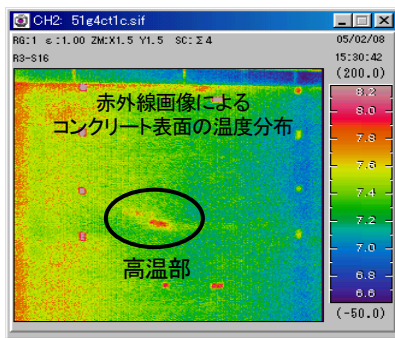 CH2: 51g4ct1c.sif
RG:1 ε:1.00 ZM:X1.5 Y1.5 SC:Σ4
05/02/08
R3-S16
15:30:42
(200.0)
赤外線画像による
コンクリート表面の温度分布
高温部
8.2
8.0
7.8
7.6
7.4
7.2
7.0
6.8
6.6
(-50.0)